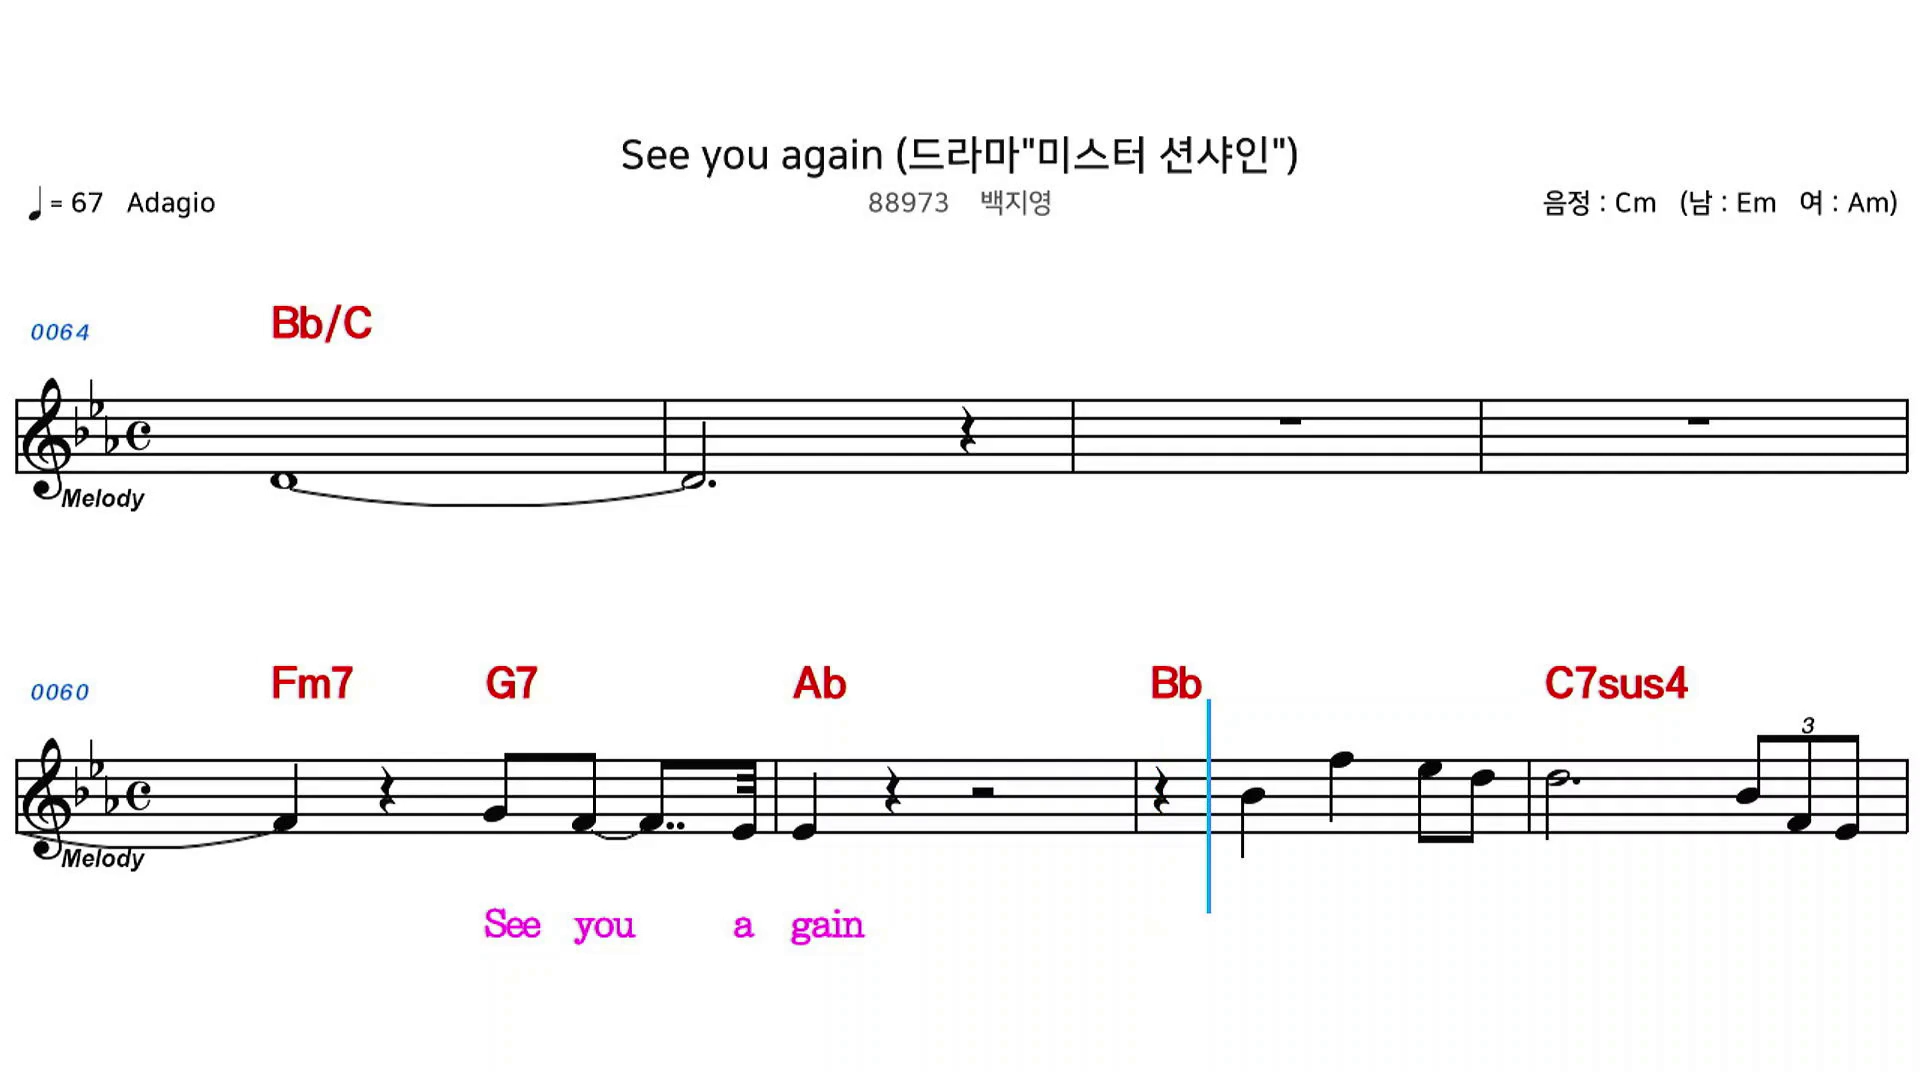 See you again (드라마"미스터 션샤인")
= 67 Adagio 88973 백지영 음정 : Cm (남 : Em 여 : Am)
0064 Bb/C
Melody
0060 Fm7 G7 Ab Bb C7sus4
3
Melody
See you a gain